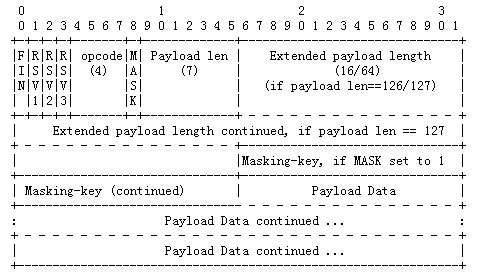 0                   1                   2                   3
0 1 2 3 4 5 6 7 8 9 0 1 2 3 4 5 6 7 8 9 0 1 2 3 4 5 6 7 8 9 0 1
+-+-+-+-+-------+-+-------------+-------------------------------+
|F|R|R|R| opcode|M| Payload len |    Extended payload length    |
|I|S|S|S|  (4)  |A|     (7)     |             (16/64)           |
|N|V|V|V|       |S|             |   (if payload len==126/127)   |
| |1|2|3|       |K|             |                               |
+-+-+-+-+-------+-+-------------+ - - - - - - - - - - - - - - - +
|     Extended payload length continued, if payload len == 127  |
+ - - - - - - - - - - - - - - - +-------------------------------+
|                               |Masking-key, if MASK set to 1  |
+-------------------------------+-------------------------------+
| Masking-key (continued)       |          Payload Data         |
+-------------------------------- - - - - - - - - - - - - - - - +
:                     Payload Data continued ...                :
+ - - - - - - - - - - - - - - - - - - - - - - - - - - - - - - - +
|                     Payload Data continued ...                |
+---------------------------------------------------------------+